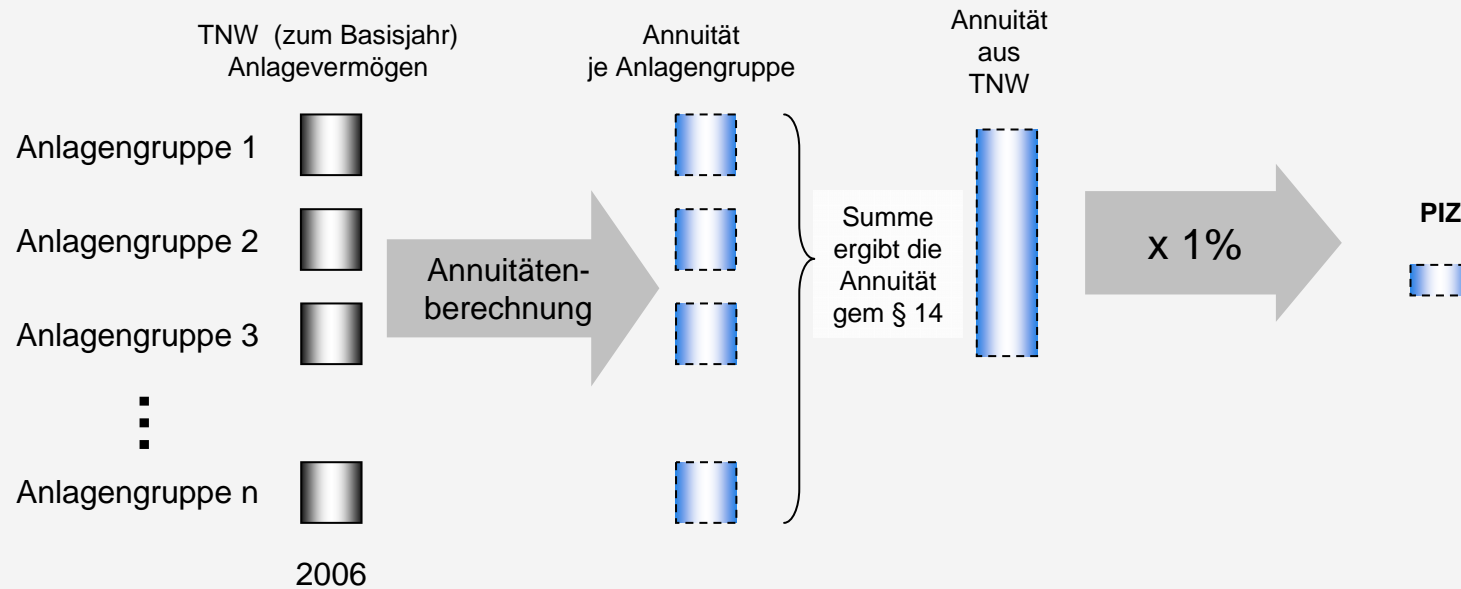 TNW (zum Basisjahr)
Anlagevermögen
Annuität
je Anlagengruppe
Annuität
aus
TNW
Anlagengruppe 1
Anlagengruppe 2
Anlagengruppe 3
Anlagengruppe n
2006
Annuitäten-
berechnung
Summe
ergibt die
Annuität
gem § 14
x 1%
PIZ